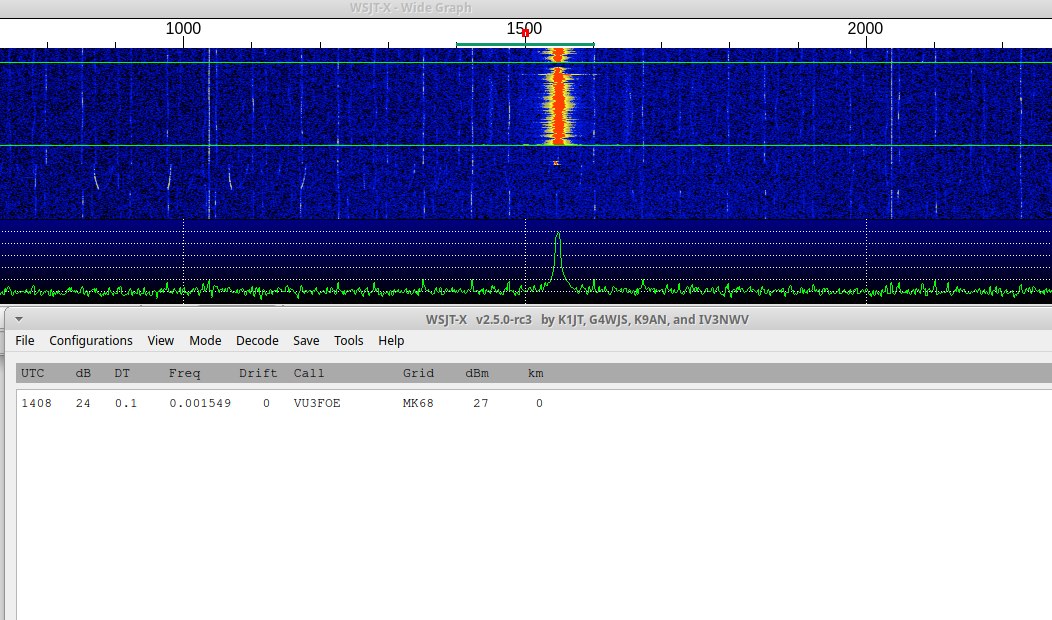 WSJT-X - Wide Graph
1000 1500 2000
WSJT-X v2.5.0-rc3 by K1JT, G4WJS, K9AN, and IV3NWV
File Configurations View Mode Decode Save Tools Help
UTC dB DT Freq Drift Call Grid dBm km
1408 24 0.1 0.001549 0 VU3FOE MK68 27 0